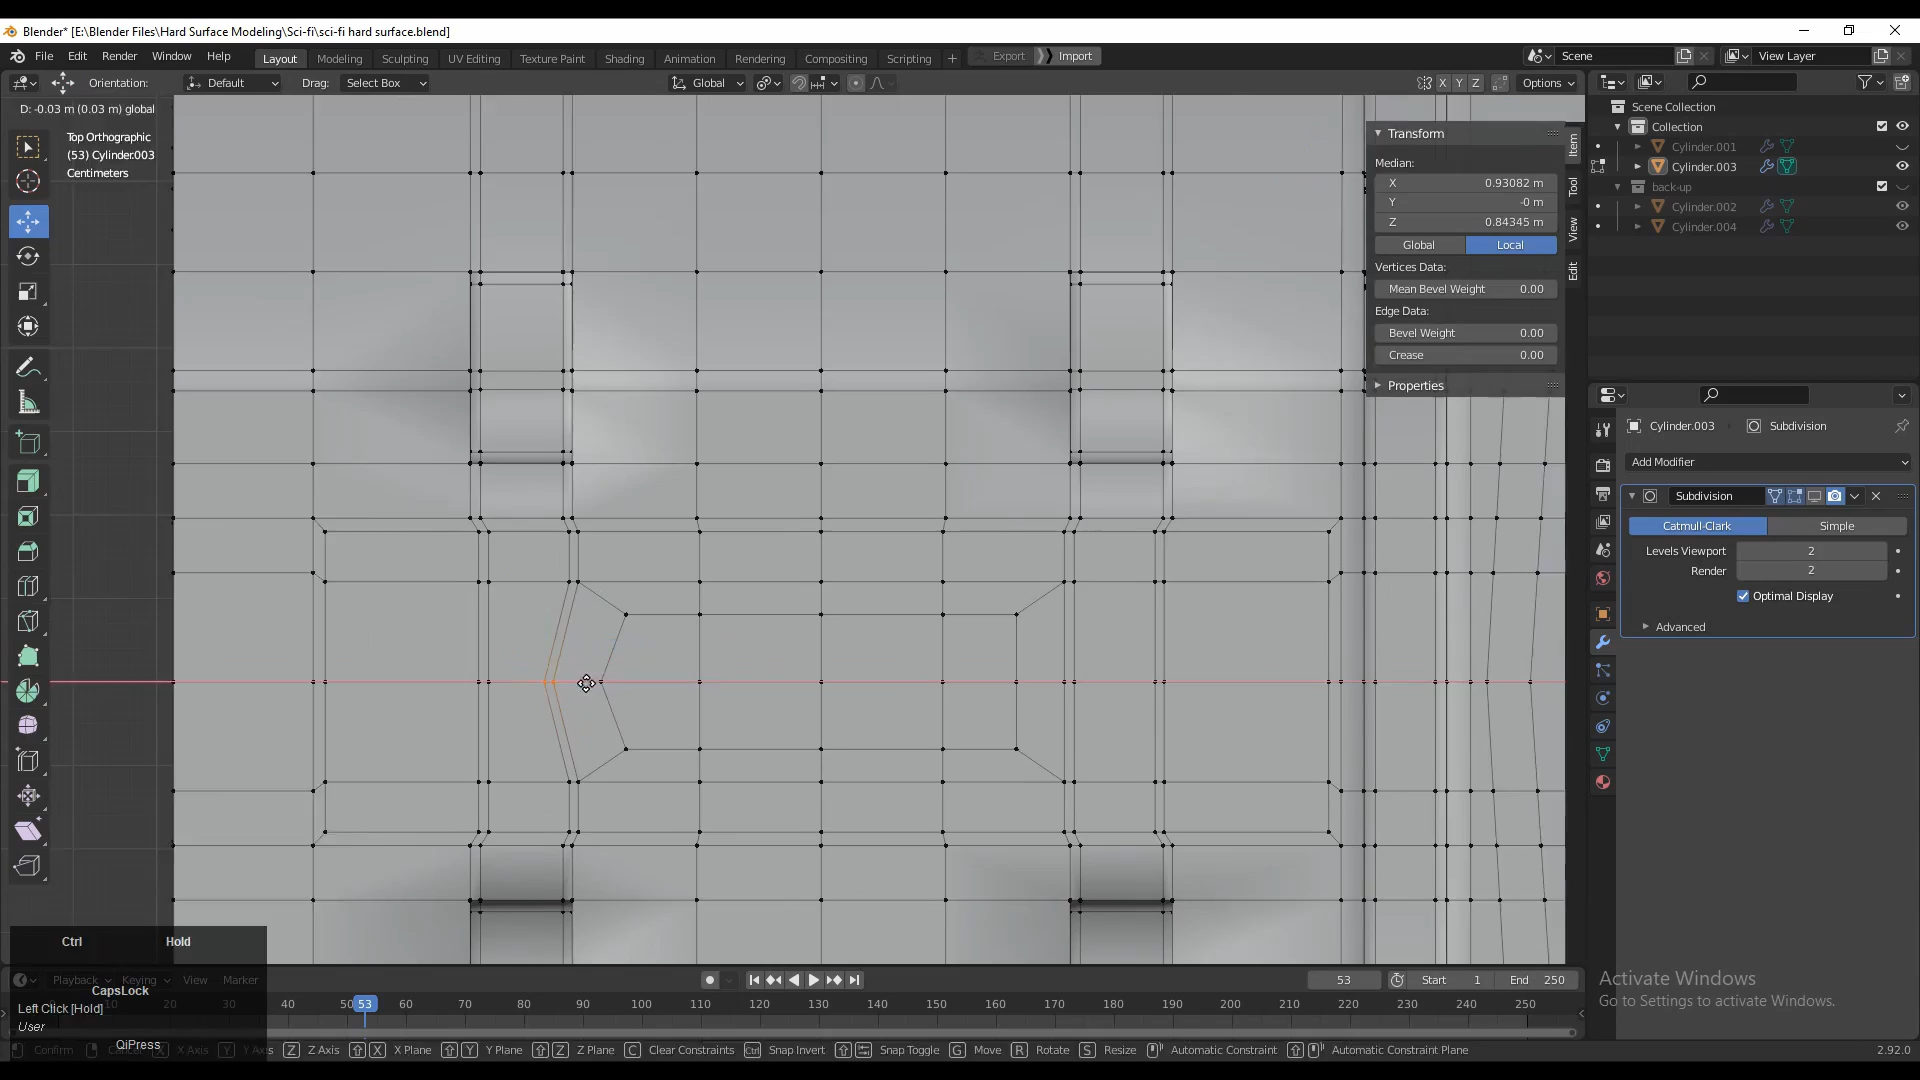 Blender* [E:\Blender Files\Hard Surface Modeling\Sci-fi\sci-fi hard surface.blend]
File Edit Render Window Help Layout Modeling Sculpting UV Editing Texture Paint Shading Animation Rendering Compositing Scripting + Export Import Scene View Layer
Orientation: Default Drag: Select Box Global X Y Z Options
D: -0.03 m (0.03 m) global
Top Orthographic
(53) Cylinder.003
Centimeters
Transform
Median:
X 0.93082 m
Y -0 m
Z 0.84345 m
Global Local
Vertices Data:
Mean Bevel Weight 0.00
Edge Data:
Bevel Weight 0.00
Crease 0.00
Properties
Item
Tool
View
Edit
Scene Collection
Collection
Cylinder.001
Cylinder.003
back-up
Cylinder.002
Cylinder.004
Cylinder.003 Subdivision
Add Modifier
Subdivision
Catmull-Clark Simple
Levels Viewport 2
Render 2
Optimal Display
Advanced
Ctrl Hold
CapsLock
Left Click [Hold]
User
QiPress
Playback Keying View Marker 53 Start 1 End 250
20 30 40 50 53 60 70 80 90 100 110 120 130 140 150 160 170 180 190 200 210 220 230 240 250
Confirm Cancel X X Axis Y Y Axis Z Z Axis X X Plane Y Y Plane Z Z Plane C Clear Constraints Ctrl Snap Invert Snap Toggle G Move R Rotate S Resize Automatic Constraint Automatic Constraint Plane 2.92.0
Activate Windows
Go to Settings to activate Windows.